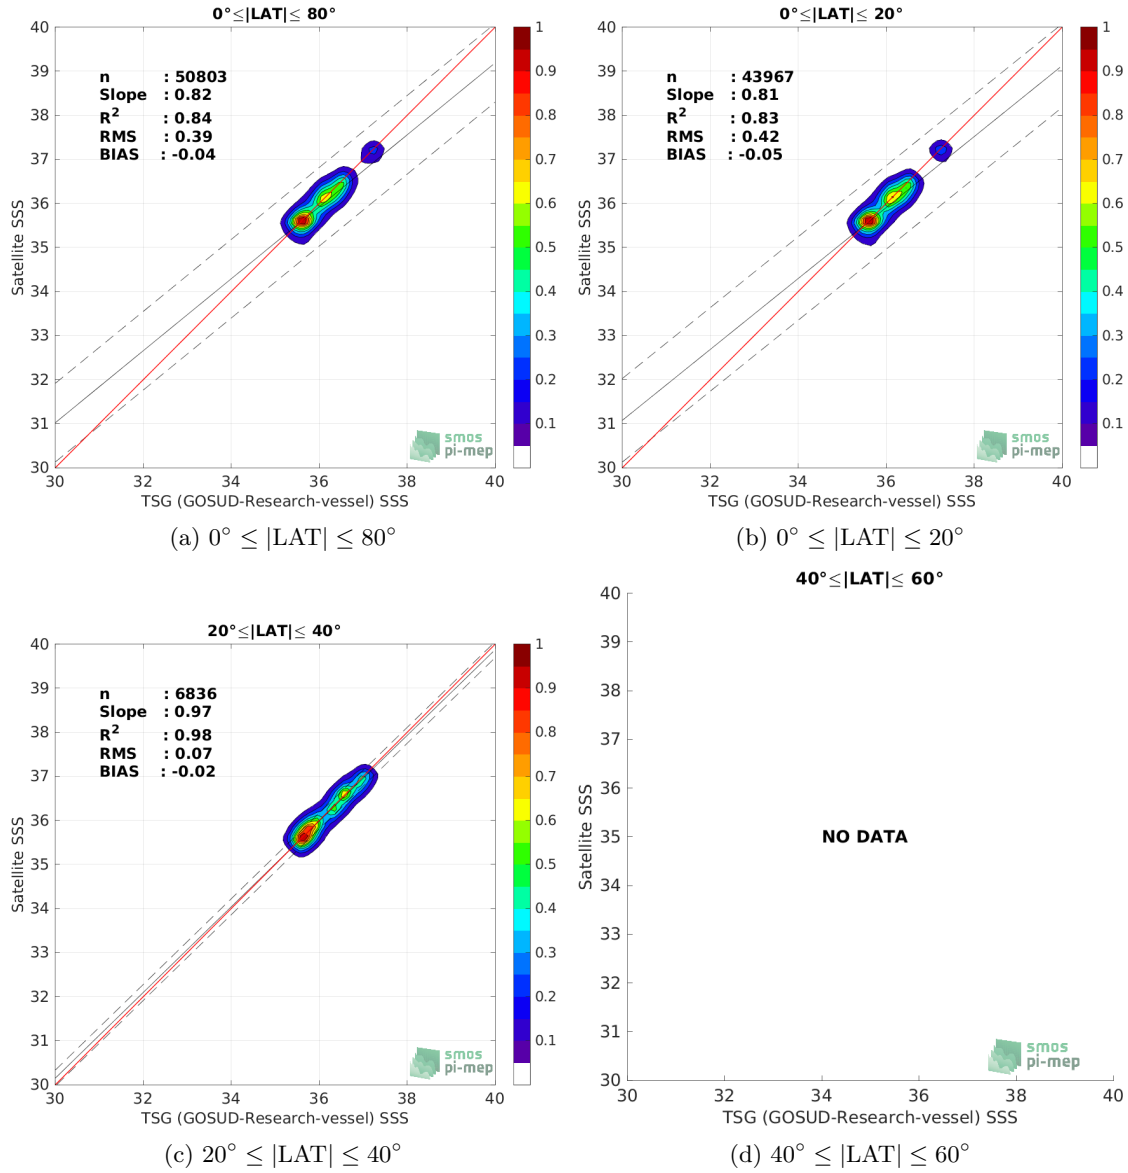 0°≤|LAT|≤ 80°
40
39
38
37
36
35
34
33
32
31
30
30
32
34
36
38
40
Satellite SSS
TSG (GOSUD-Research-vessel) SSS
n : 50803
Slope : 0.82
R² : 0.84
RMS : 0.39
BIAS : -0.04
smos
pi-mep
1
0.9
0.8
0.7
0.6
0.5
0.4
0.3
0.2
0.1
(a) 0° ≤ |LAT| ≤ 80°
0°≤|LAT|≤ 20°
40
39
38
37
36
35
34
33
32
31
30
30
32
34
36
38
40
Satellite SSS
TSG (GOSUD-Research-vessel) SSS
n : 43967
Slope : 0.81
R² : 0.83
RMS : 0.42
BIAS : -0.05
smos
pi-mep
1
0.9
0.8
0.7
0.6
0.5
0.4
0.3
0.2
0.1
(b) 0° ≤ |LAT| ≤ 20°
20°≤|LAT|≤ 40°
40
39
38
37
36
35
34
33
32
31
30
30
32
34
36
38
40
Satellite SSS
TSG (GOSUD-Research-vessel) SSS
n : 6836
Slope : 0.97
R² : 0.98
RMS : 0.07
BIAS : -0.02
smos
pi-mep
1
0.9
0.8
0.7
0.6
0.5
0.4
0.3
0.2
0.1
(c) 20° ≤ |LAT| ≤ 40°
40°≤|LAT|≤ 60°
40
39
38
37
36
35
34
33
32
31
30
30
32
34
36
38
40
Satellite SSS
TSG (GOSUD-Research-vessel) SSS
NO DATA
smos
pi-mep
(d) 40° ≤ |LAT| ≤ 60°